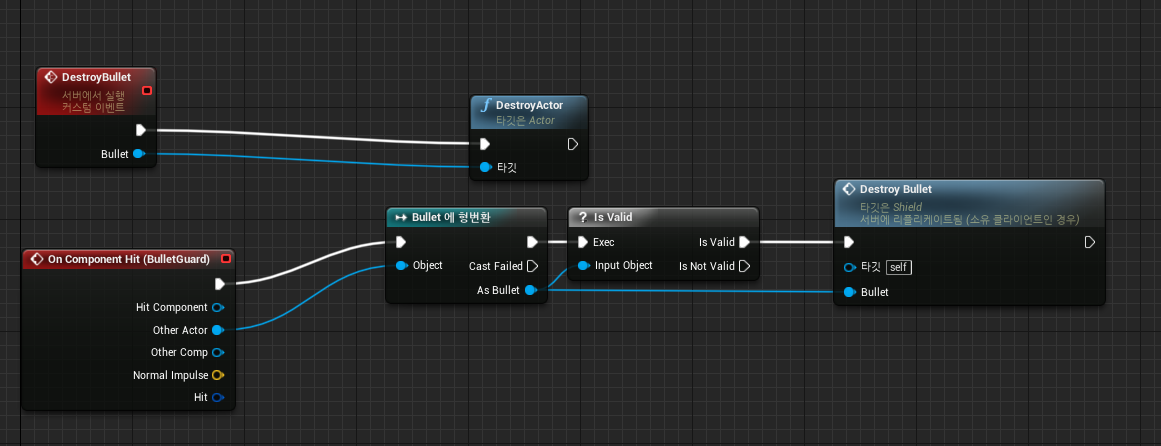 DestroyBullet
서버에서 실행
커스텀 이벤트
Bullet
DestroyActor
타깃은 Actor
타깃
Destroy Bullet
타깃은 Shield
서버에 리플리케이트됨 (소유 클라이언트인 경우)
타깃 self
Bullet
Bullet 에 형변환
Object
Cast Failed
As Bullet
? Is Valid
Exec Is Valid
Input Object Is Not Valid
On Component Hit (BulletGuard)
Hit Component
Other Actor
Other Comp
Normal Impulse
Hit